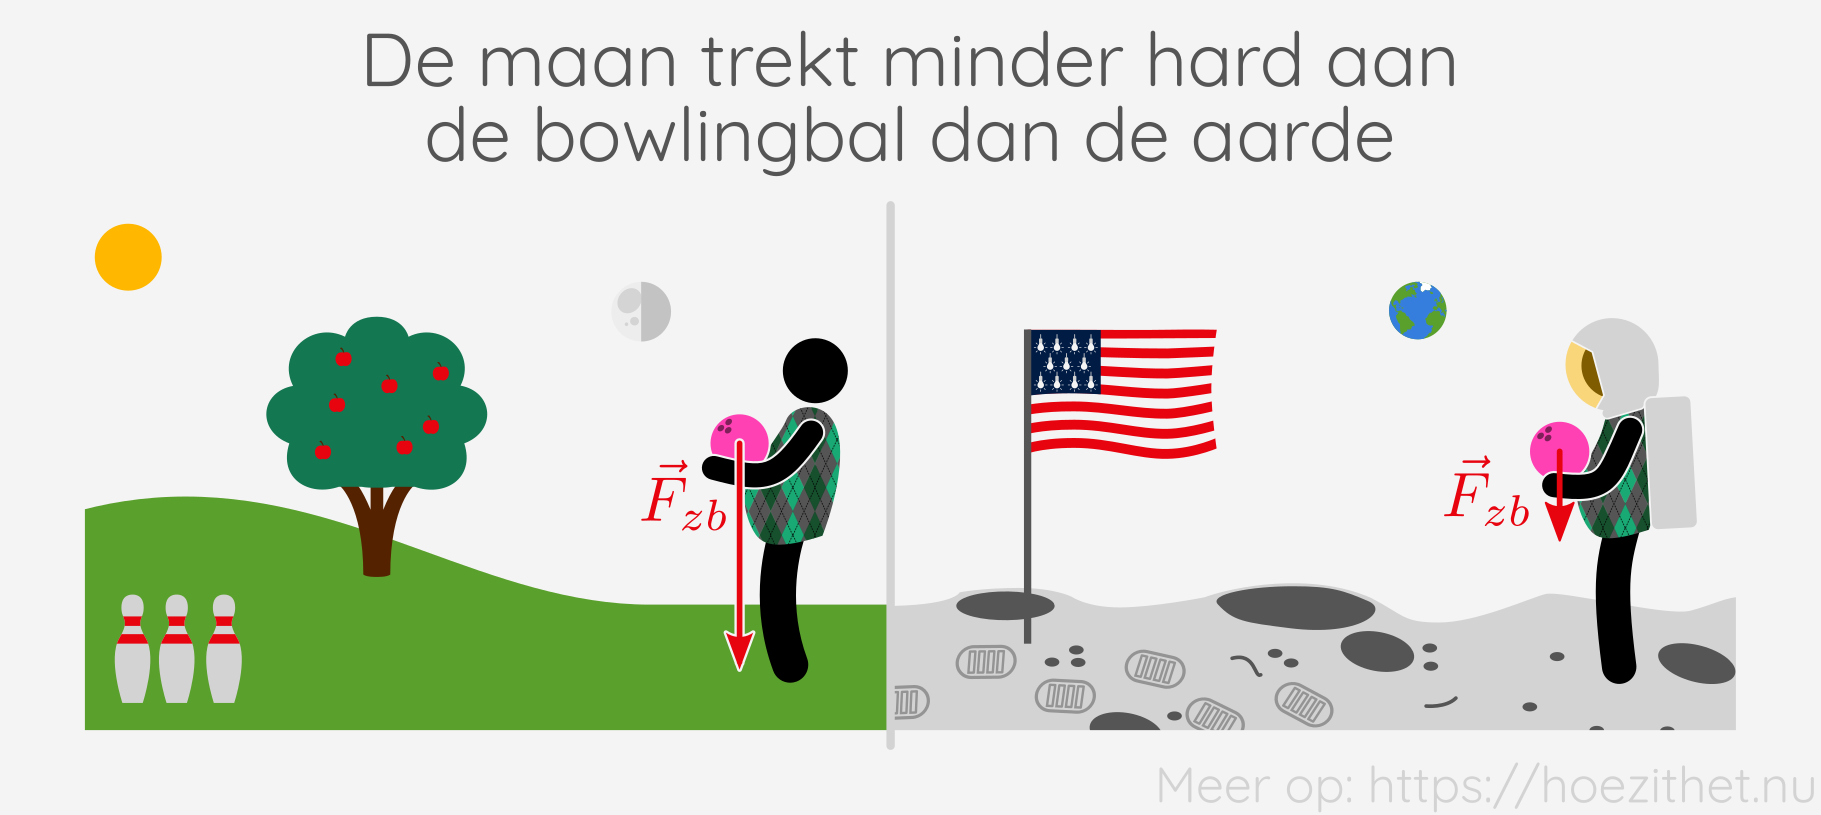 De maan trekt minder hard aan
de bowlingbal dan de aarde
F⃗zb
F⃗zb
Meer op: https://hoezithet.nu